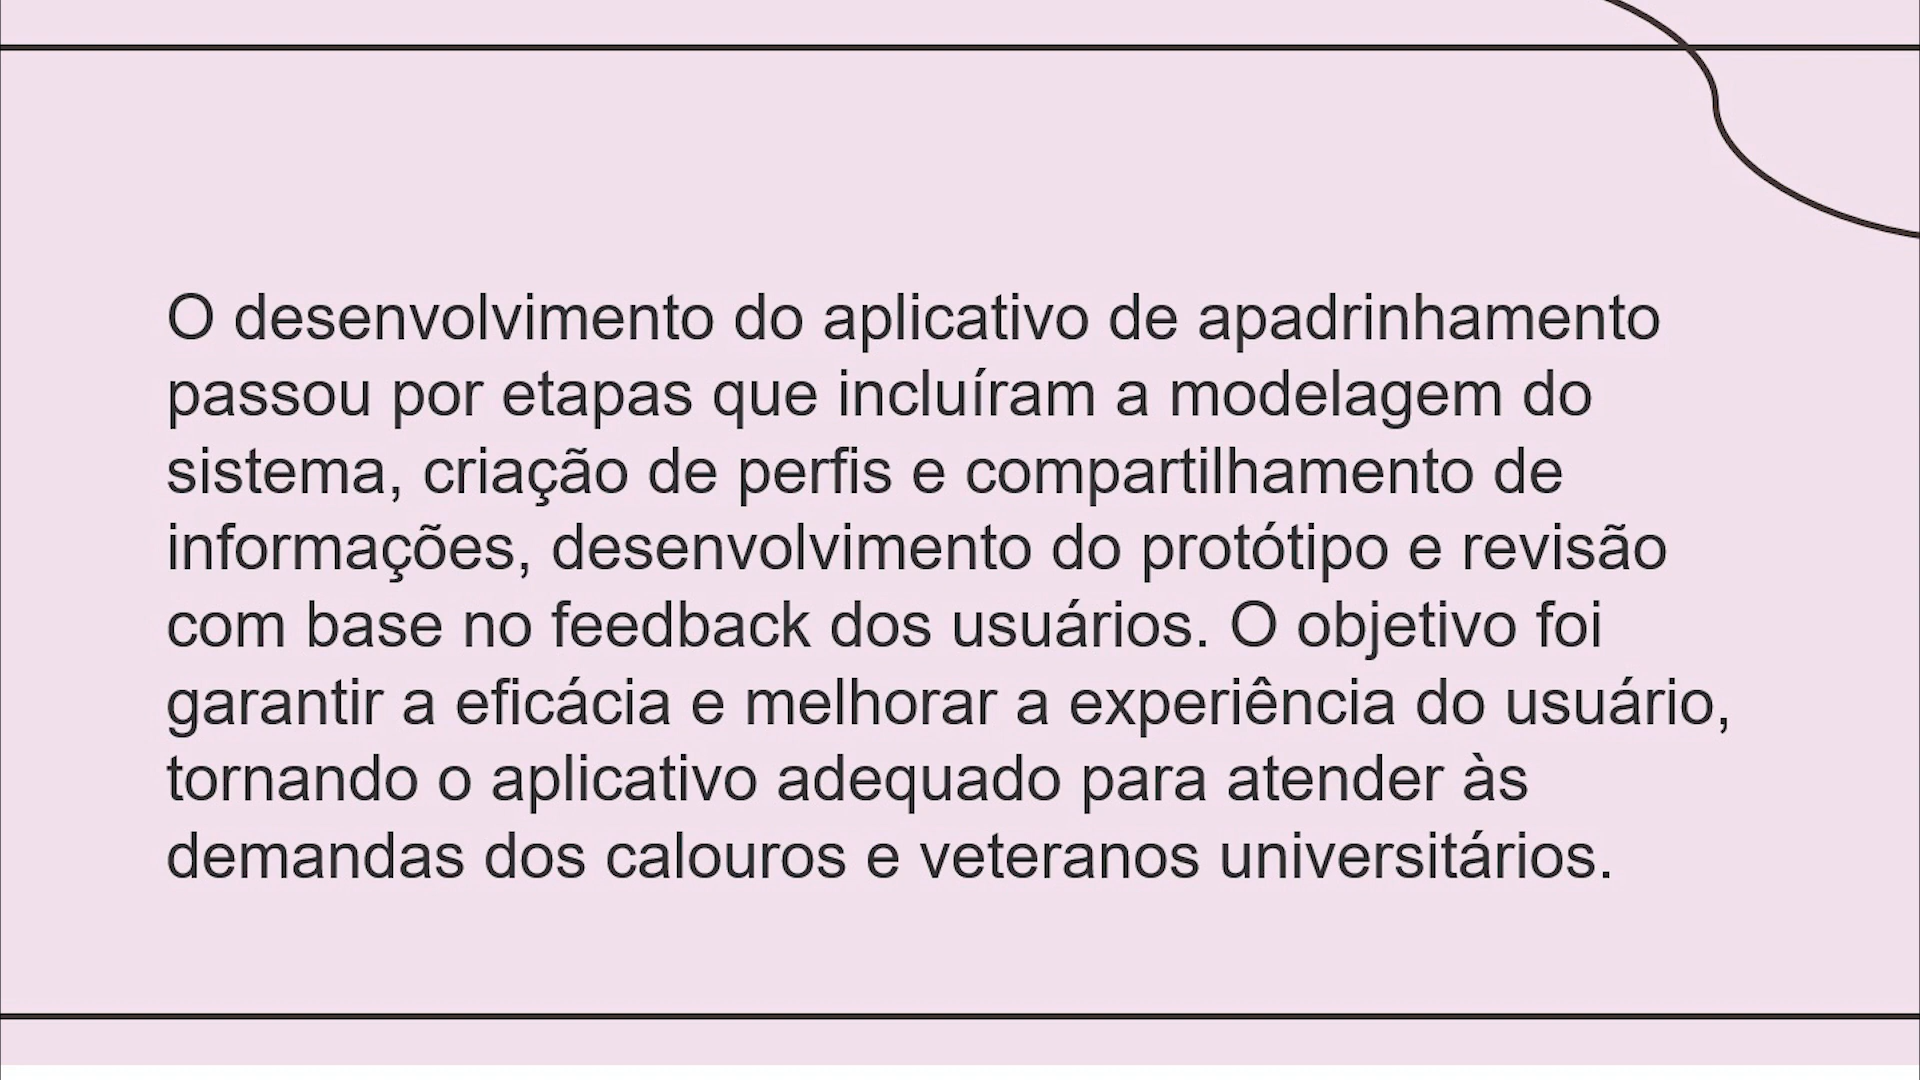 O desenvolvimento do aplicativo de apadrinhamento
passou por etapas que incluíram a modelagem do
sistema, criação de perfis e compartilhamento de
informações, desenvolvimento do protótipo e revisão
com base no feedback dos usuários. O objetivo foi
garantir a eficácia e melhorar a experiência do usuário,
tornando o aplicativo adequado para atender às
demandas dos calouros e veteranos universitários.